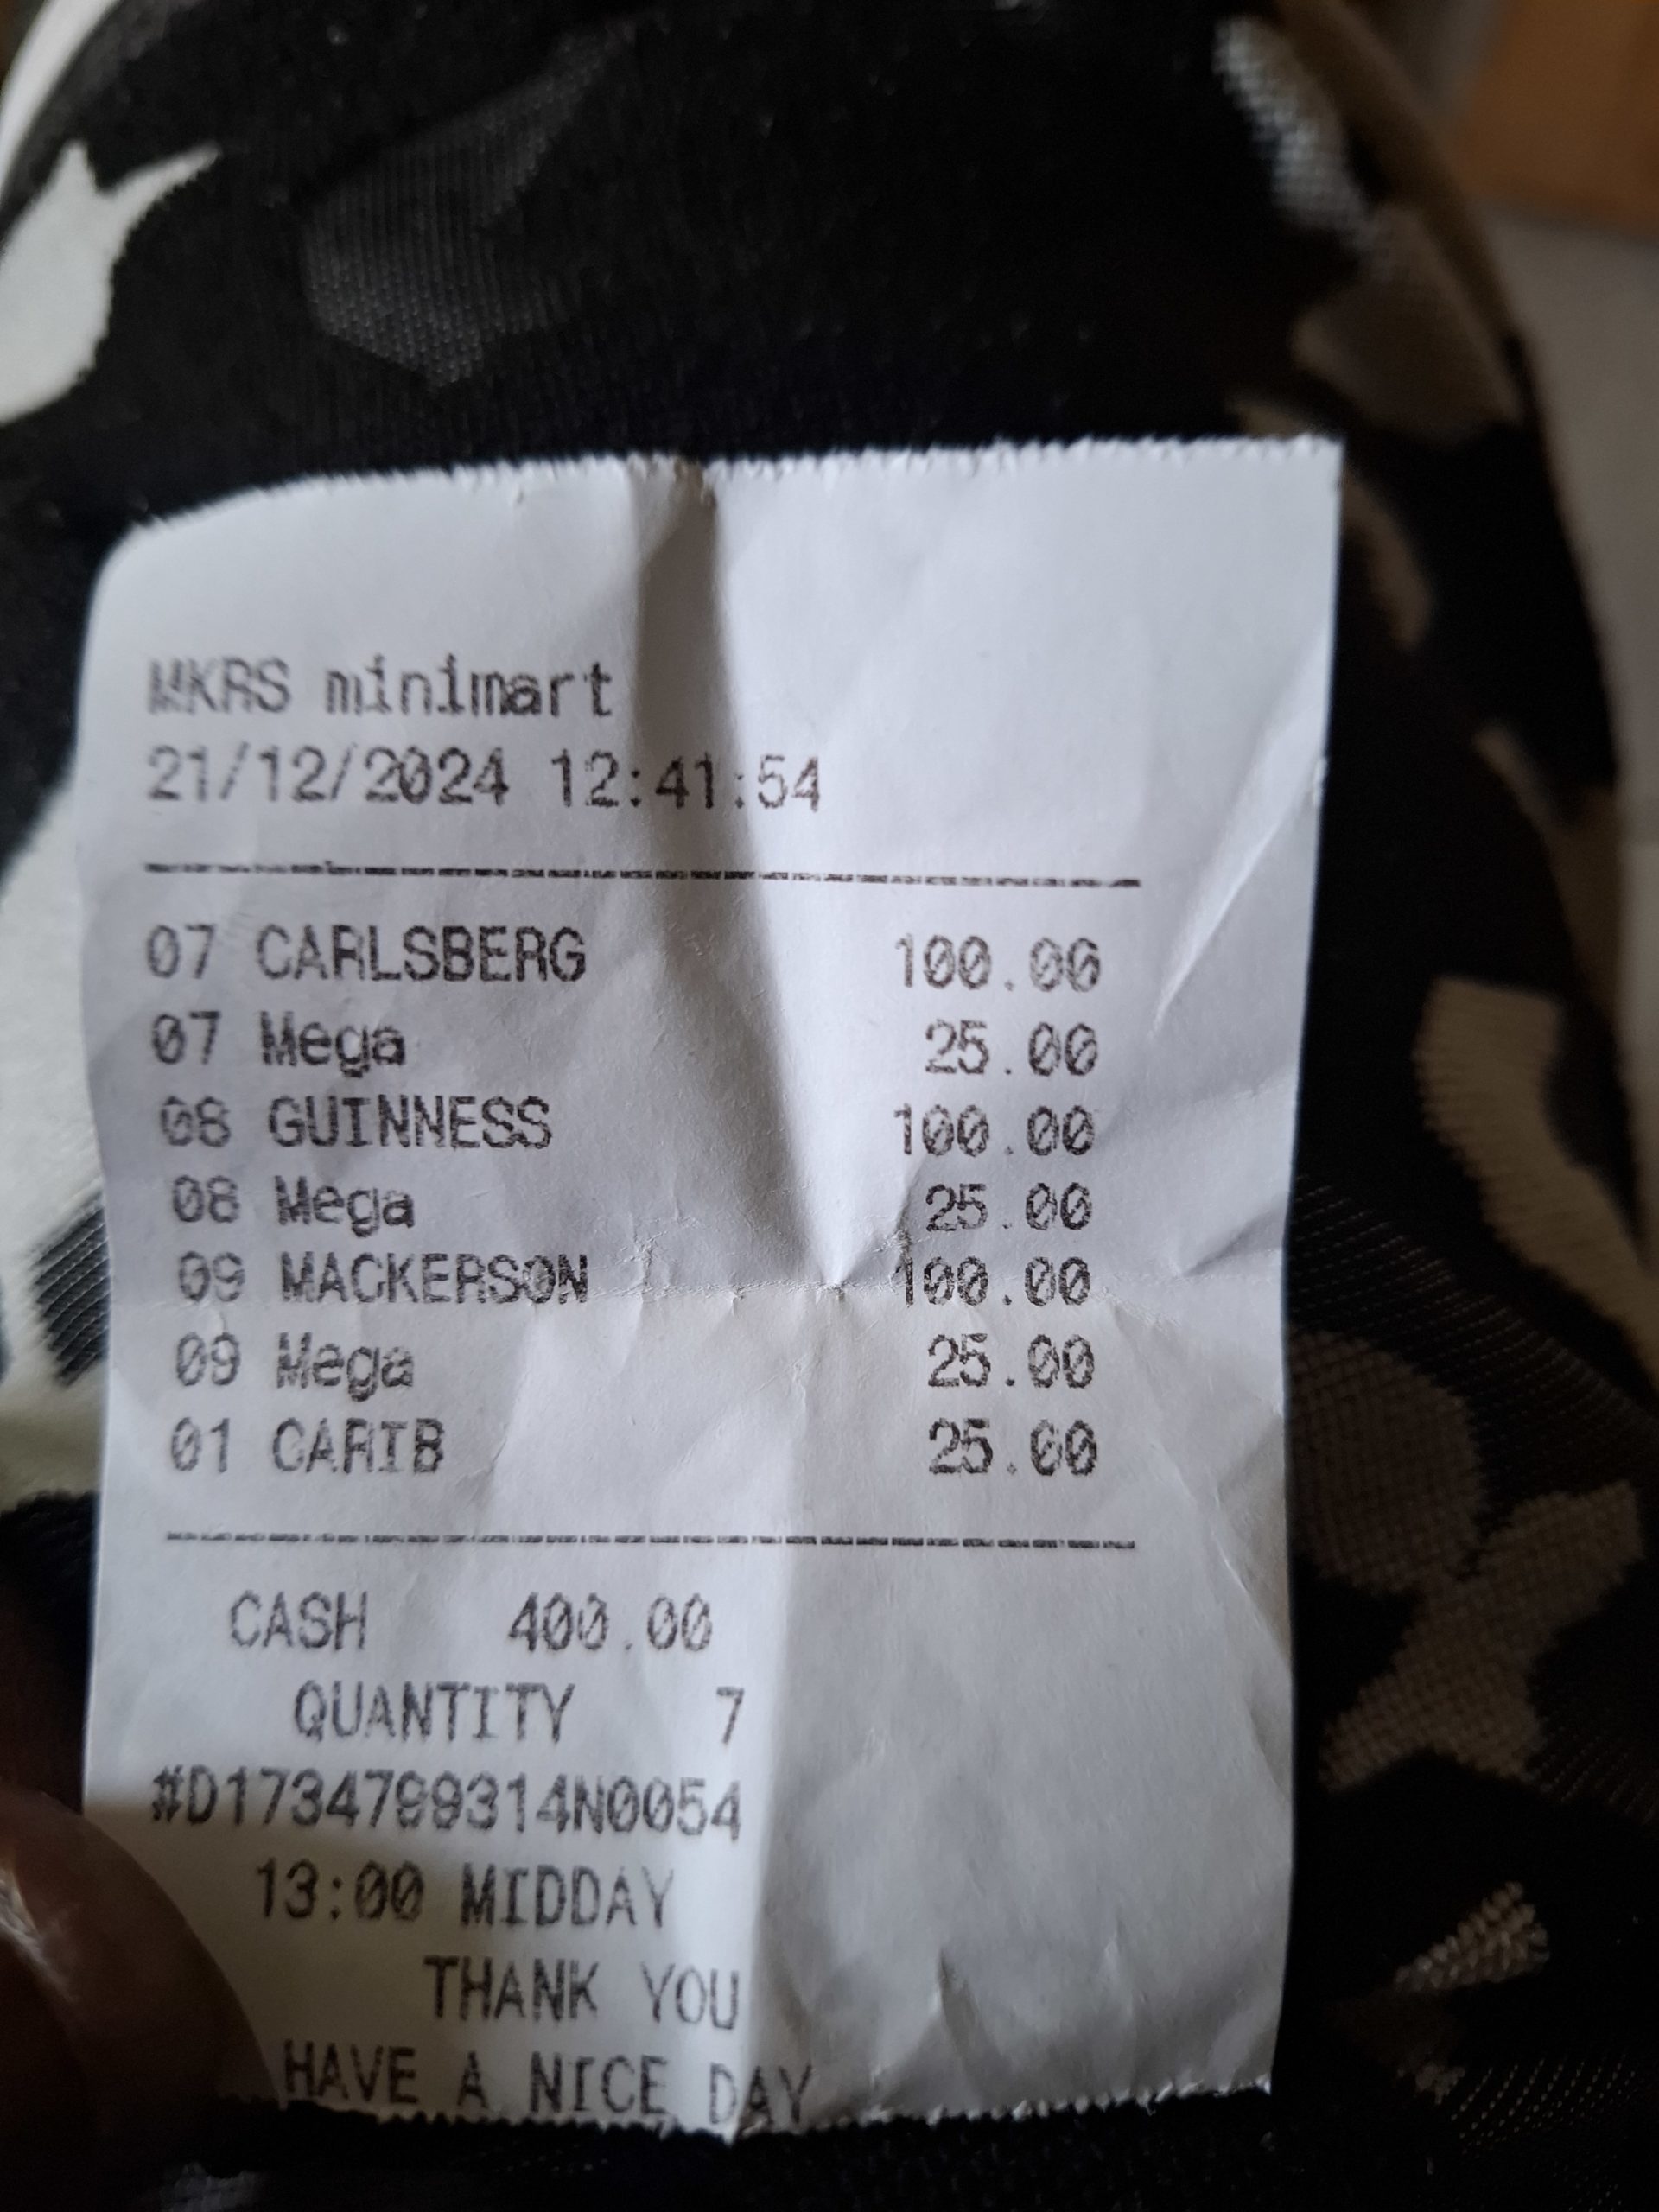 MKRS minimart
21/12/2024 12:41:54
07 CARLSBERG 100.00
07 Mega 25.00
08 GUINNESS 100.00
08 Mega 25.00
09 MACKERSON 100.00
09 Mega 25.00
01 CARIB 25.00
CASH 400.00
QUANTITY 7
#D1734799314N0054
13:00 MIDDAY
THANK YOU
HAVE A NICE DAY